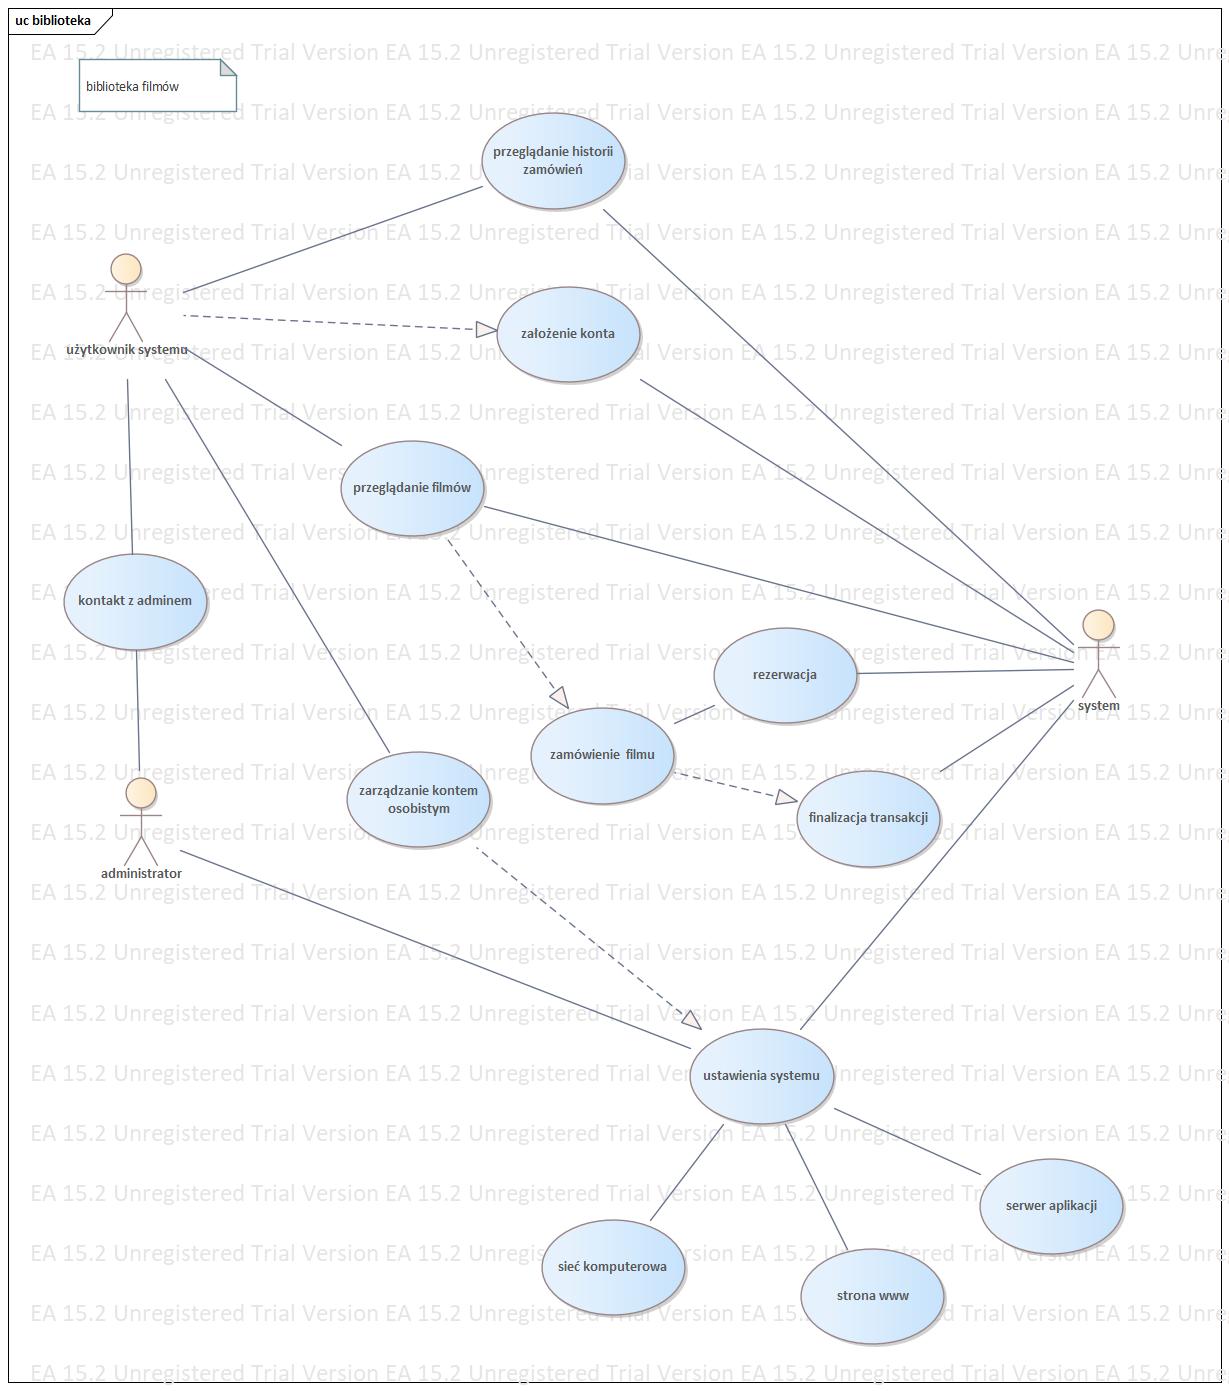 uc biblioteka
EA 15.2 Unregistered Trial Version EA 15.2 Unregistered Trial Version EA 15.2 Unregistered Trial Version EA 15.2 Unre
biblioteka filmów
przeglądanie historii
zamówień
użytkownik systemu
założenie konta
przeglądanie filmów
kontakt z adminem
rezerwacja
system
zamówienie  filmu
zarządzanie kontem
osobistym
finalizacja transakcji
administrator
ustawienia systemu
serwer aplikacji
sieć komputerowa
strona www